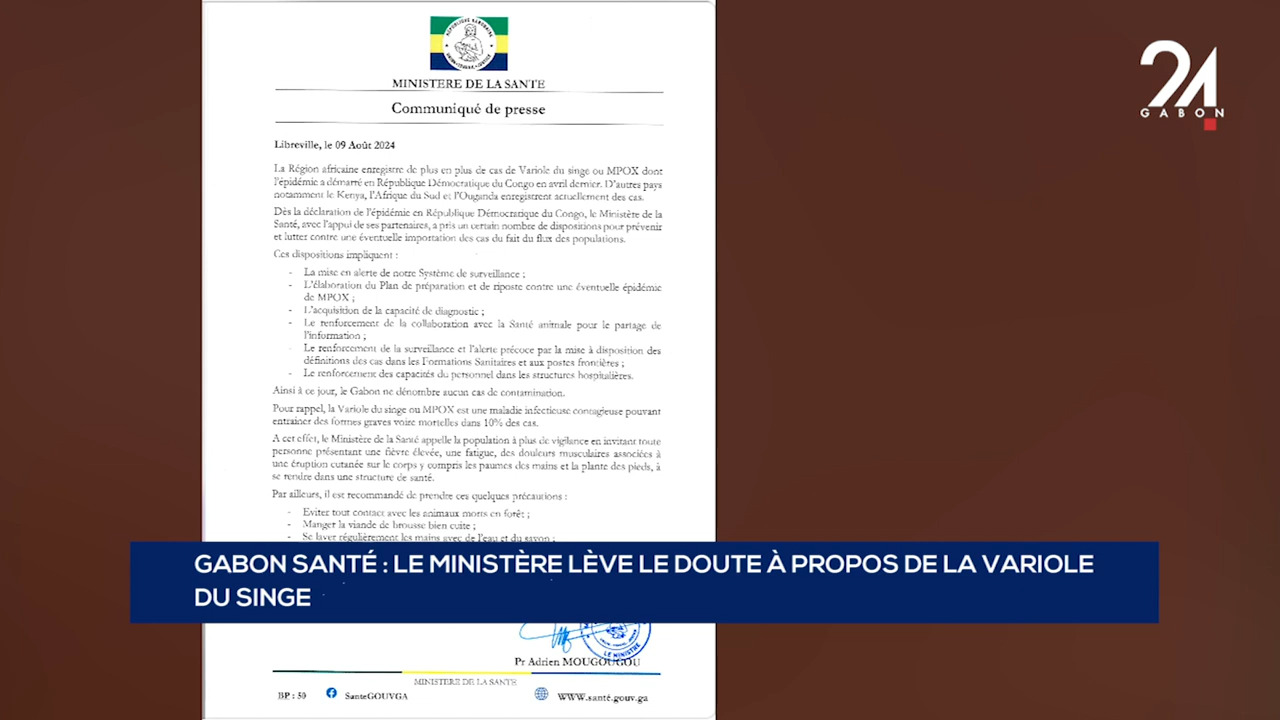 MINISTERE DE LA SANTE
Communiqué de presse
Libreville, le 09 Août 2024
La Région africaine enregistre de plus en plus de cas de Variole du singe ou MPOX dont
l'épidémie a démarré en République Démocratique du Congo en avril dernier. D'autres pays
notamment le Kenya, l'Afrique du Sud et l'Ouganda enregistrent actuellement des cas.
Dès la déclaration de l'épidémie en République Démocratique du Congo, le Ministère de la
Santé, avec l'appui de ses partenaires, a pris un certain nombre de dispositions pour prévenir
et lutter contre une éventuelle importation des cas du fait du flux des populations.
Ces dispositions impliquent :
- La mise en alerte de notre Système de surveillance ;
- L'élaboration du Plan de préparation et de riposte contre une éventuelle épidémie
de MPOX ;
- L'acquisition de la capacité de diagnostic ;
- Le renforcement de la collaboration avec la Santé animale pour le partage de
l'information ;
- Le renforcement de la surveillance et l'alerte précoce par la mise à disposition des
définitions des cas dans les Formations Sanitaires et aux postes frontières ;
- Le renforcement des capacités du personnel dans les structures hospitalières.
Ainsi à ce jour, le Gabon ne dénombre aucun cas de contamination.
Pour rappel, la Variole du singe ou MPOX est une maladie infectieuse contagieuse pouvant
entrainer des formes graves voire mortelles dans 10% des cas.
A cet effet, le Ministère de la Santé appelle la population à plus de vigilance en invitant toute
personne présentant une fièvre élevée, une fatigue, des douleurs musculaires associées à
une éruption cutanée sur le corps y compris les paumes des mains et la plante des pieds, à
se rendre dans une structure de santé.
Par ailleurs, il est recommandé de prendre ces quelques précautions :
- Eviter tout contact avec les animaux morts en forêt ;
- Manger la viande de brousse bien cuite ;
- Se laver régulièrement les mains avec de l'eau et du savon ;
GABON SANTÉ : LE MINISTÈRE LÈVE LE DOUTE À PROPOS DE LA VARIOLE
DU SINGE
LE MINISTRE
Pr Adrien MOUGOUGOU
MINISTERE DE LA SANTE
BP : 50
SanteGOUVGA
WWW.santé.gouv.ga
24
GABON